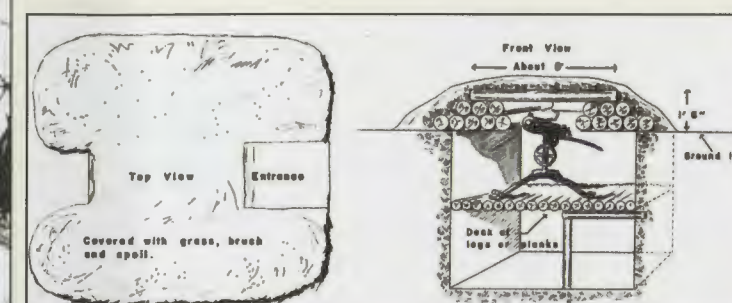 Top View
Entrance
Covered with grass, brush
and spoil.
Front View
About 8'
1' 6"
Ground
Desk of
logs or planks